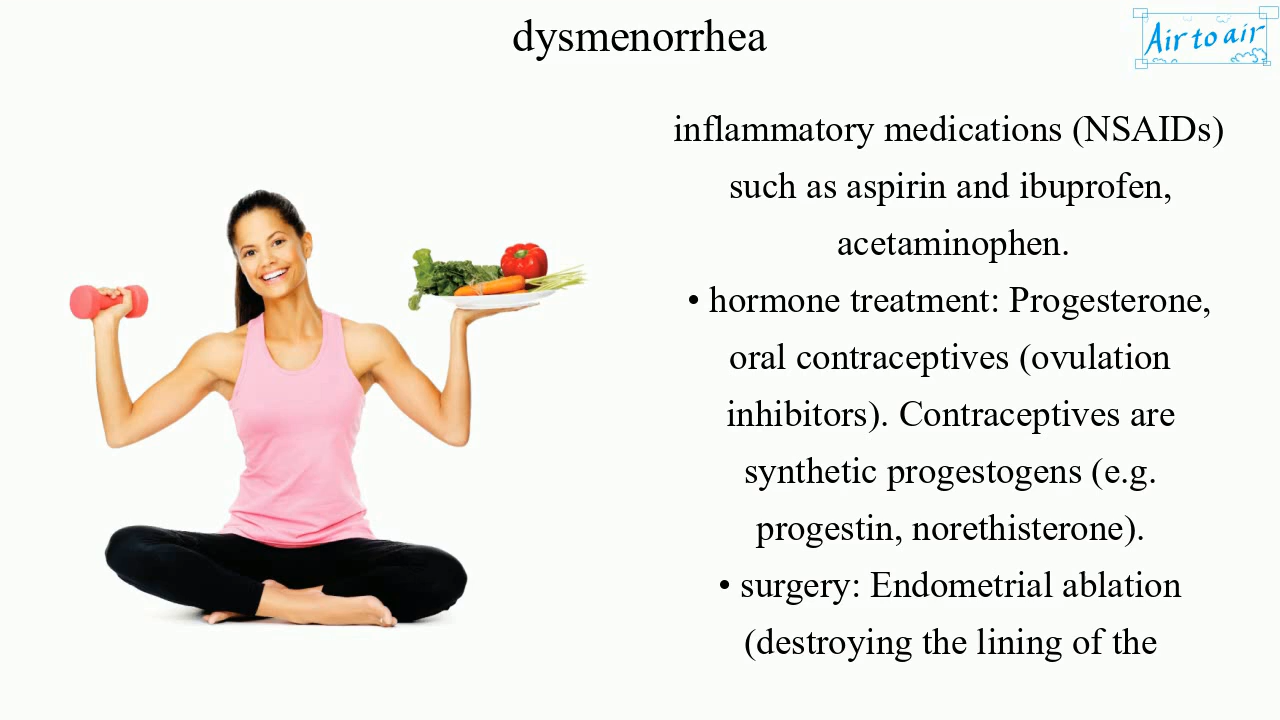 dysmenorrhea
Air to air
inflammatory medications (NSAIDs)
such as aspirin and ibuprofen,
acetaminophen.
• hormone treatment: Progesterone,
oral contraceptives (ovulation
inhibitors). Contraceptives are
synthetic progestogens (e.g.
progestin, norethisterone).
• surgery: Endometrial ablation
(destroying the lining of the